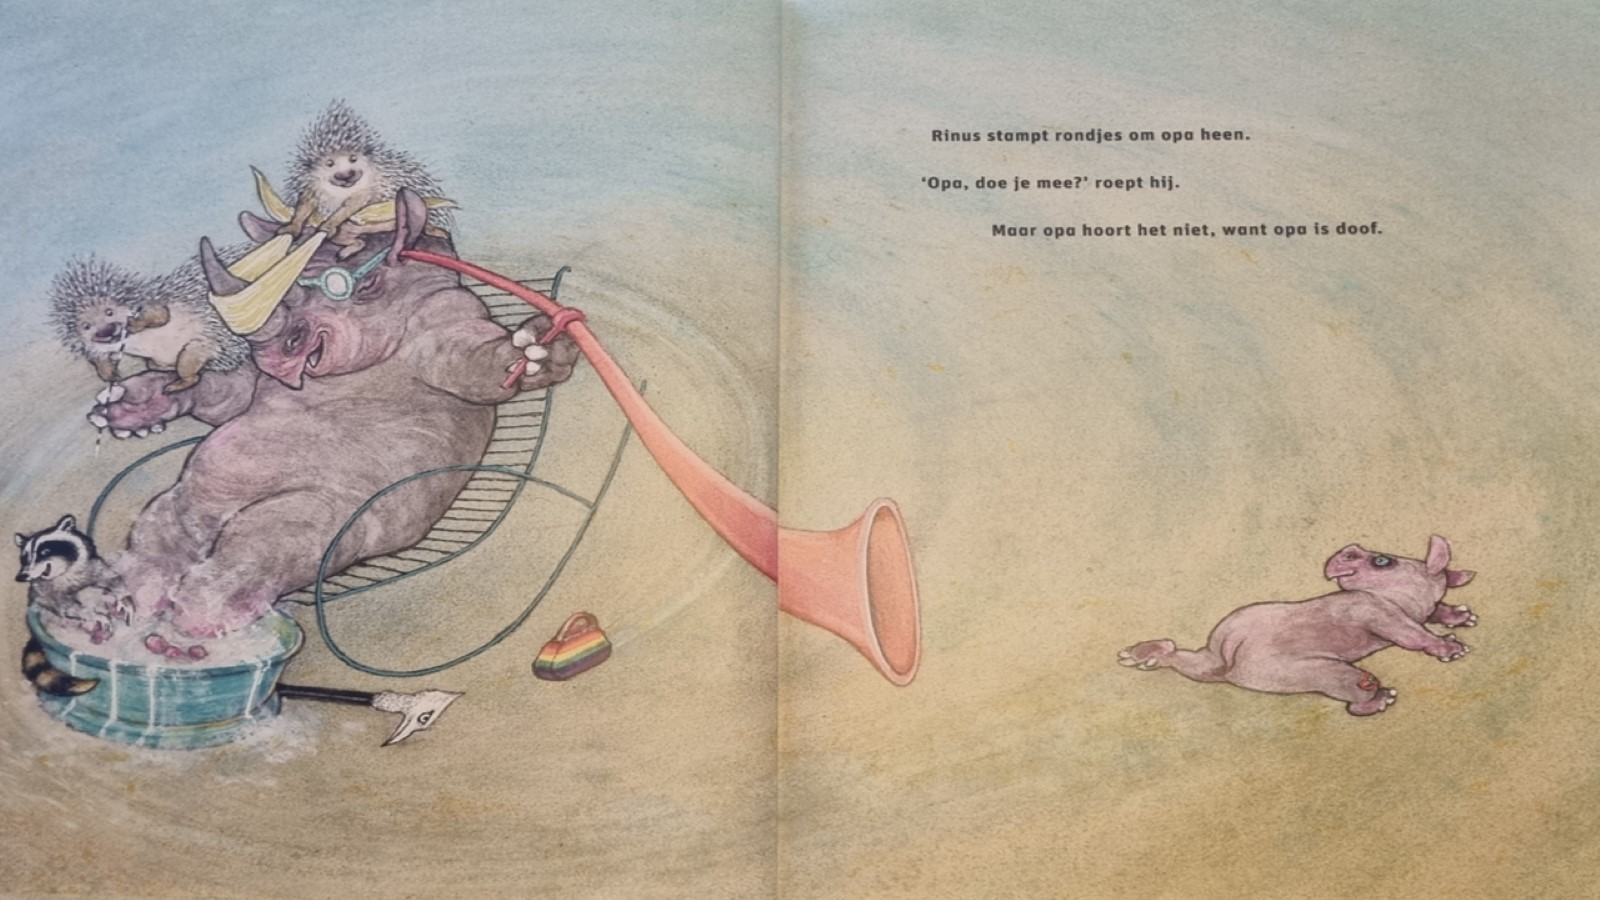 Rinus stampt rondjes om opa heen.
‘Opa, doe je mee?’ roept hij.
Maar opa hoort het niet, want opa is doof.